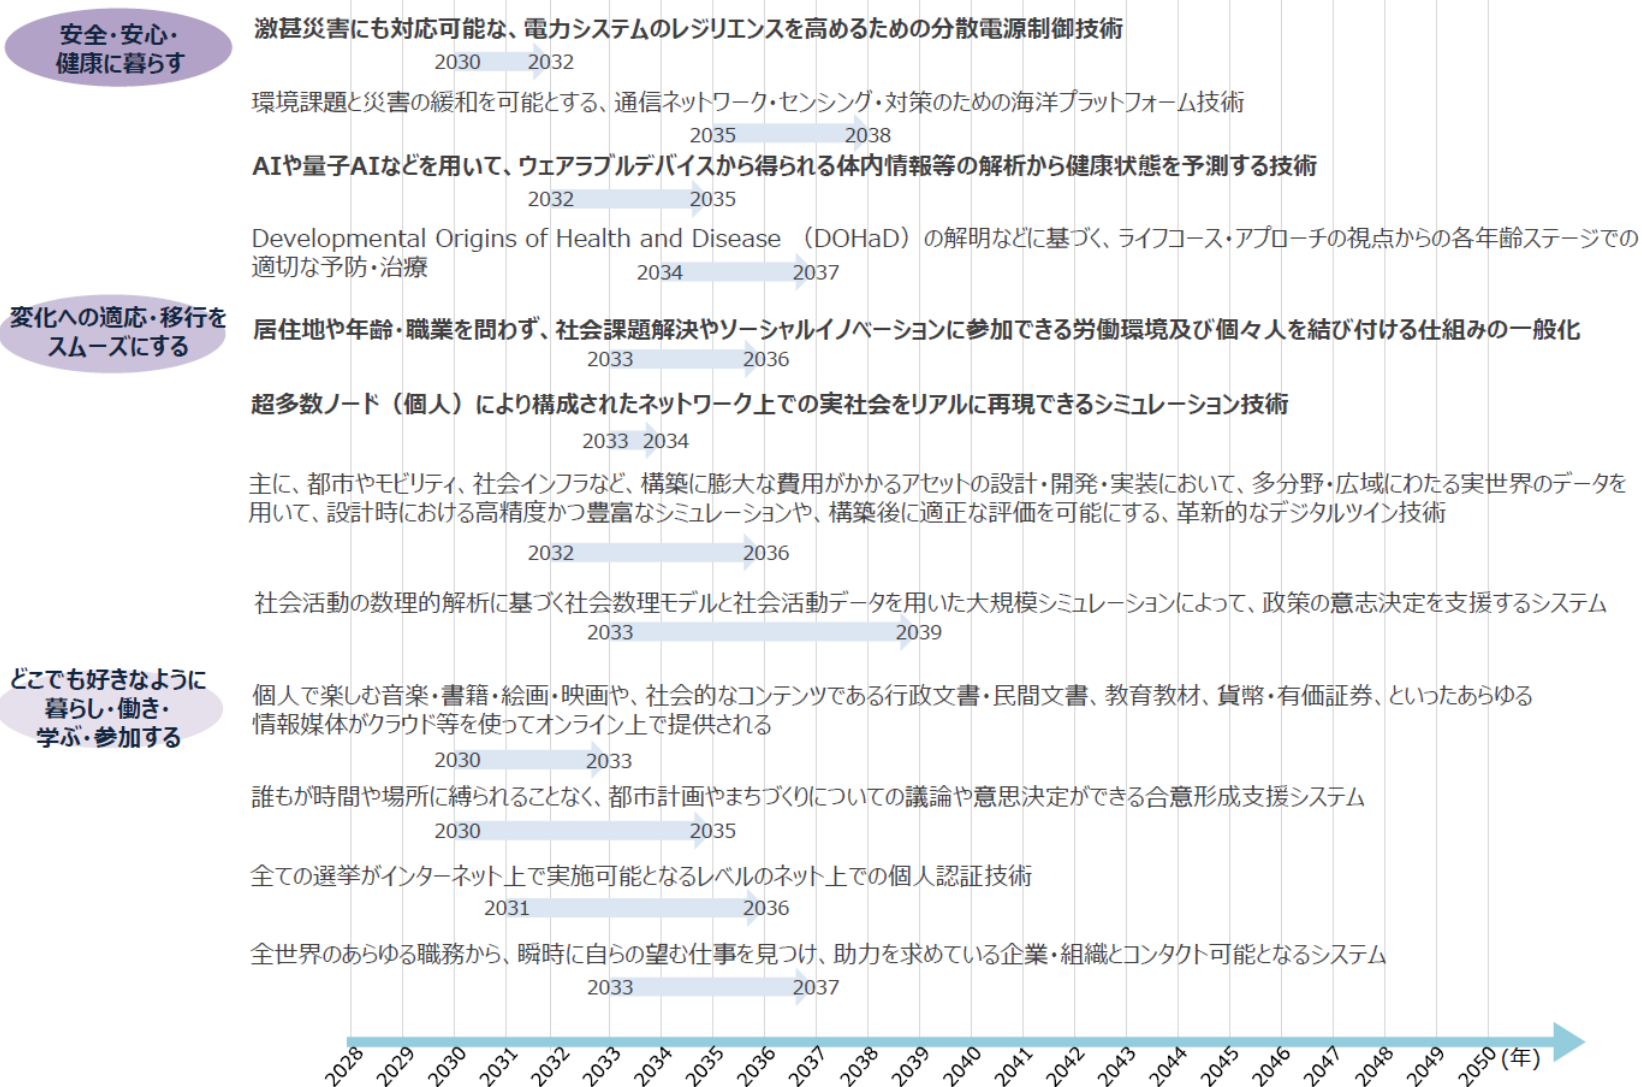 安全・安心・
健康に暮らす
激甚災害にも対応可能な、電力システムのレジリエンスを高めるための分散電源制御技術
2030 2032
環境課題と災害の緩和を可能とする、通信ネットワーク・センシング・対策のための海洋プラットフォーム技術
2035 2038
AIや量子AIなどを用いて、ウェアラブルデバイスから得られる体内情報等の解析から健康状態を予測する技術
2032 2035
Developmental Origins of Health and Disease （DOHaD）の解明などに基づく、ライフコース・アプローチの視点からの各年齢ステージでの
適切な予防・治療
2034 2037
変化への適応・移行を
スムーズにする
居住地や年齢・職業を問わず、社会課題解決やソーシャルイノベーションに参加できる労働環境及び個々人を結び付ける仕組みの一般化
2033 2036
超多数ノード（個人）により構成されたネットワーク上での実社会をリアルに再現できるシミュレーション技術
2033 2034
主に、都市やモビリティ、社会インフラなど、構築に膨大な費用がかかるアセットの設計・開発・実装において、多分野・広域にわたる実世界のデータを
用いて、設計時における高精度かつ豊富なシミュレーションや、構築後に適正な評価を可能にする、革新的なデジタルツイン技術
2032 2036
社会活動の数理的解析に基づく社会数理モデルと社会活動データを用いた大規模シミュレーションによって、政策の意志決定を支援するシステム
2033 2039
どこでも好きなように
暮らし・働き・
学ぶ・参加する
個人で楽しむ音楽・書籍・絵画・映画や、社会的なコンテンツである行政文書・民間文書、教育教材、貨幣・有価証券、といったあらゆる
情報媒体がクラウド等を使ってオンライン上で提供される
2030 2033
誰もが時間や場所に縛られることなく、都市計画やまちづくりについての議論や意思決定ができる合意形成支援システム
2030 2035
全ての選挙がインターネット上で実施可能となるレベルのネット上での個人認証技術
2031 2036
全世界のあらゆる職務から、瞬時に自らの望む仕事を見つけ、助力を求めている企業・組織とコンタクト可能となるシステム
2033 2037
2028 2029 2030 2031 2032 2033 2034 2035 2036 2037 2038 2039 2040 2041 2042 2043 2044 2045 2046 2047 2048 2049 2050 (年)